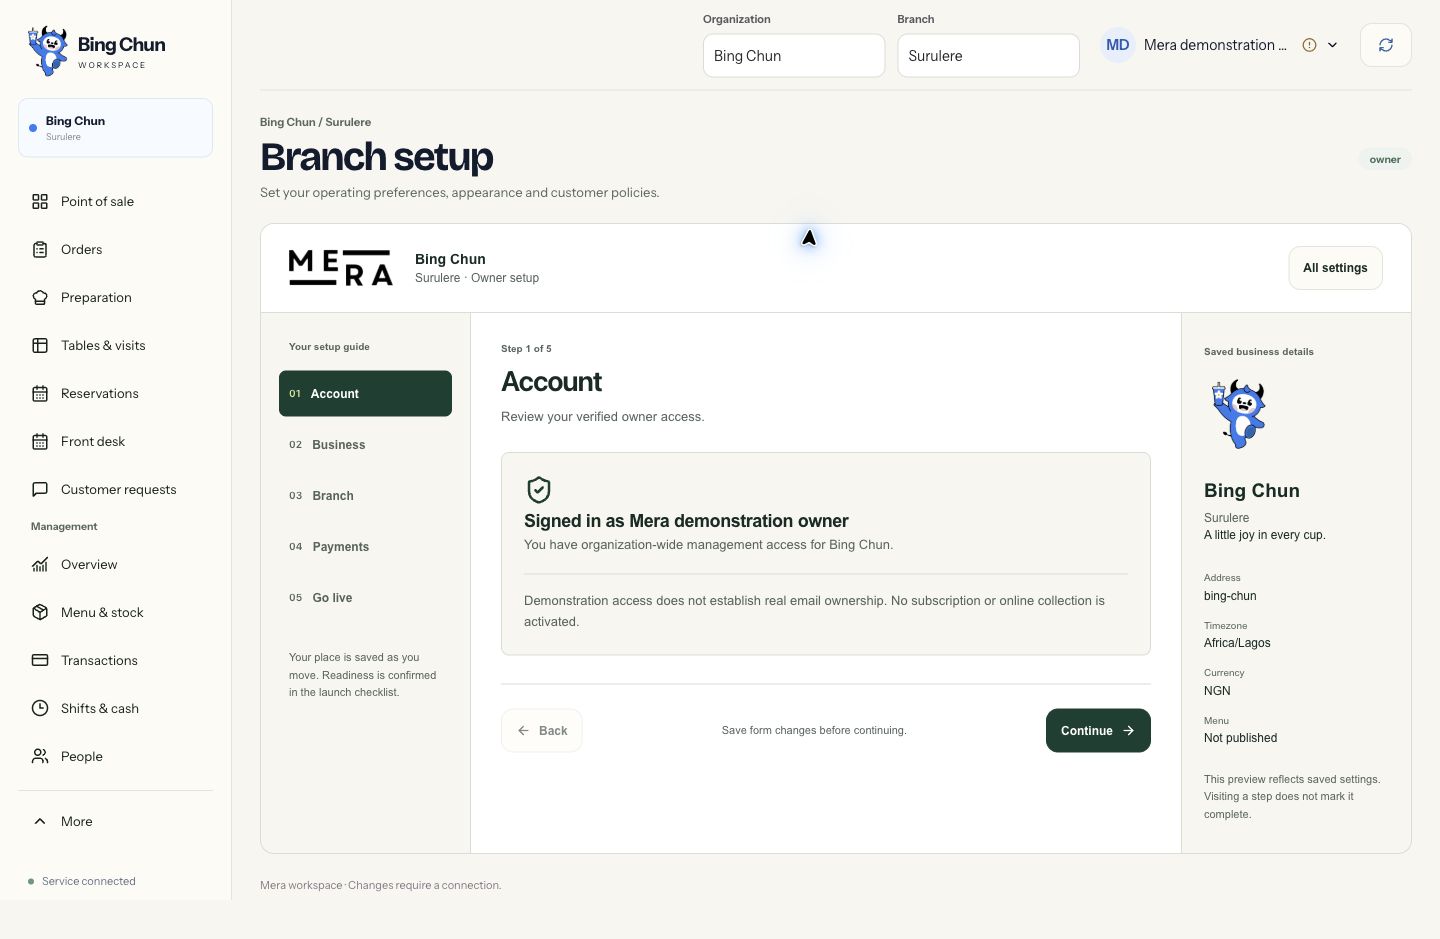 Bing Chun
WORKSPACE
Bing Chun
Surulere
Point of sale
Orders
Preparation
Tables & visits
Reservations
Front desk
Customer requests
Management
Overview
Menu & stock
Transactions
Shifts & cash
People
More
Service connected
Organization
Bing Chun
Branch
Surulere
MD
Mera demonstration ...
Bing Chun / Surulere
Branch setup
Set your operating preferences, appearance and customer policies.
owner
MERA
Bing Chun
Surulere · Owner setup
All settings
Your setup guide
01 Account
02 Business
03 Branch
04 Payments
05 Go live
Your place is saved as you
move. Readiness is confirmed
in the launch checklist.
Step 1 of 5
Account
Review your verified owner access.
Signed in as Mera demonstration owner
You have organization-wide management access for Bing Chun.
Demonstration access does not establish real email ownership. No subscription or online collection is
activated.
Back
Save form changes before continuing.
Continue
Saved business details
Bing Chun
Surulere
A little joy in every cup.
Address
bing-chun
Timezone
Africa/Lagos
Currency
NGN
Menu
Not published
This preview reflects saved settings.
Visiting a step does not mark it
complete.
Mera workspace · Changes require a connection.